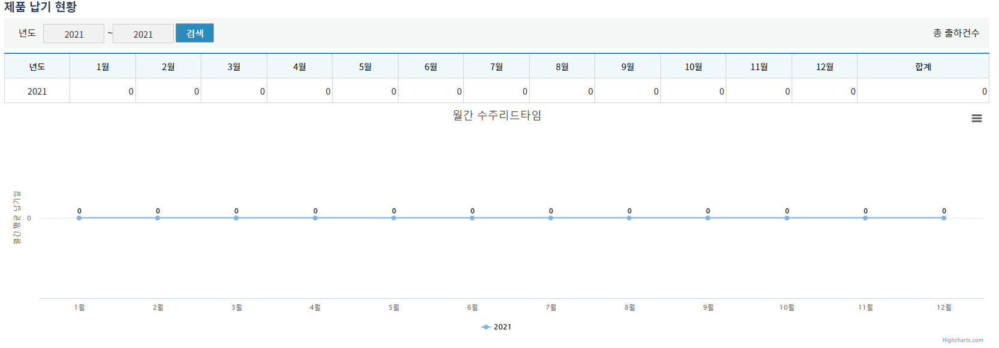 제품 납기 현황
년도 2021 ~ 2021 검색 총 출하건수
년도 1월 2월 3월 4월 5월 6월 7월 8월 9월 10월 11월 12월 합계
2021 0 0 0 0 0 0 0 0 0 0 0 0 0
월간 수주리드타임
월간 평균 납기일
0 0 0 0 0 0 0 0 0 0 0 0
0
1월 2월 3월 4월 5월 6월 7월 8월 9월 10월 11월 12월
2021
Highcharts.com